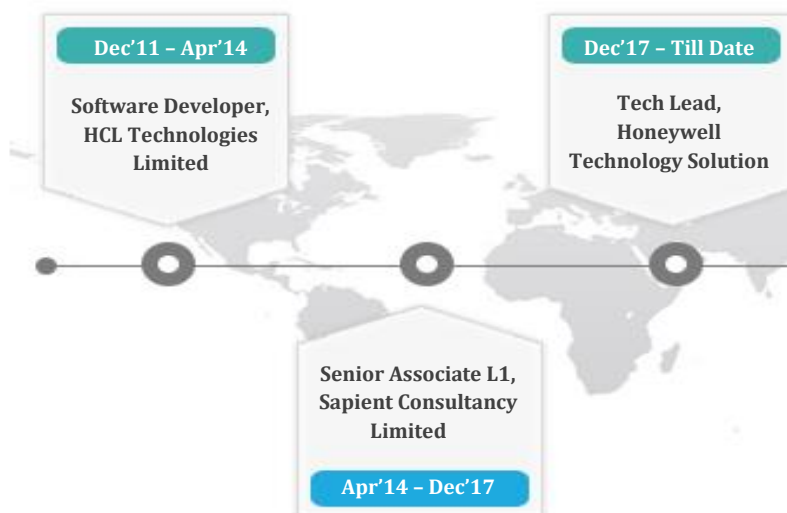 Dec’11 – Apr’14
Software Developer,
HCL Technologies
Limited
Senior Associate L1,
Sapient Consultancy
Limited
Apr’14 – Dec’17
Dec’17 – Till Date
Tech Lead,
Honeywell
Technology Solution